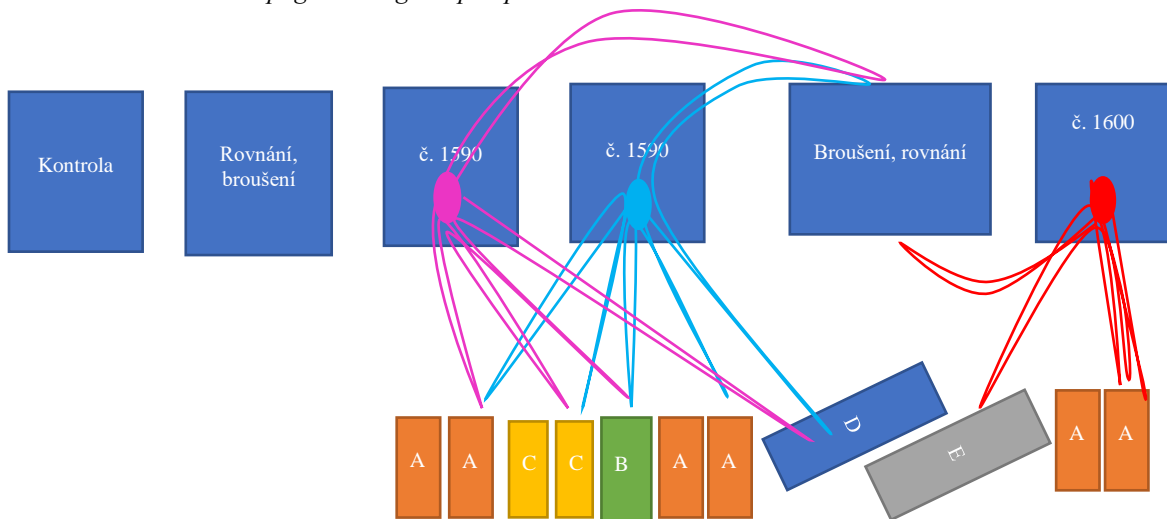 Kontrola
Rovnání,
broušení
č. 1590
č. 1590
Broušení, rovnání
č. 1600
A
A
C
C
B
A
A
D
E
A
A